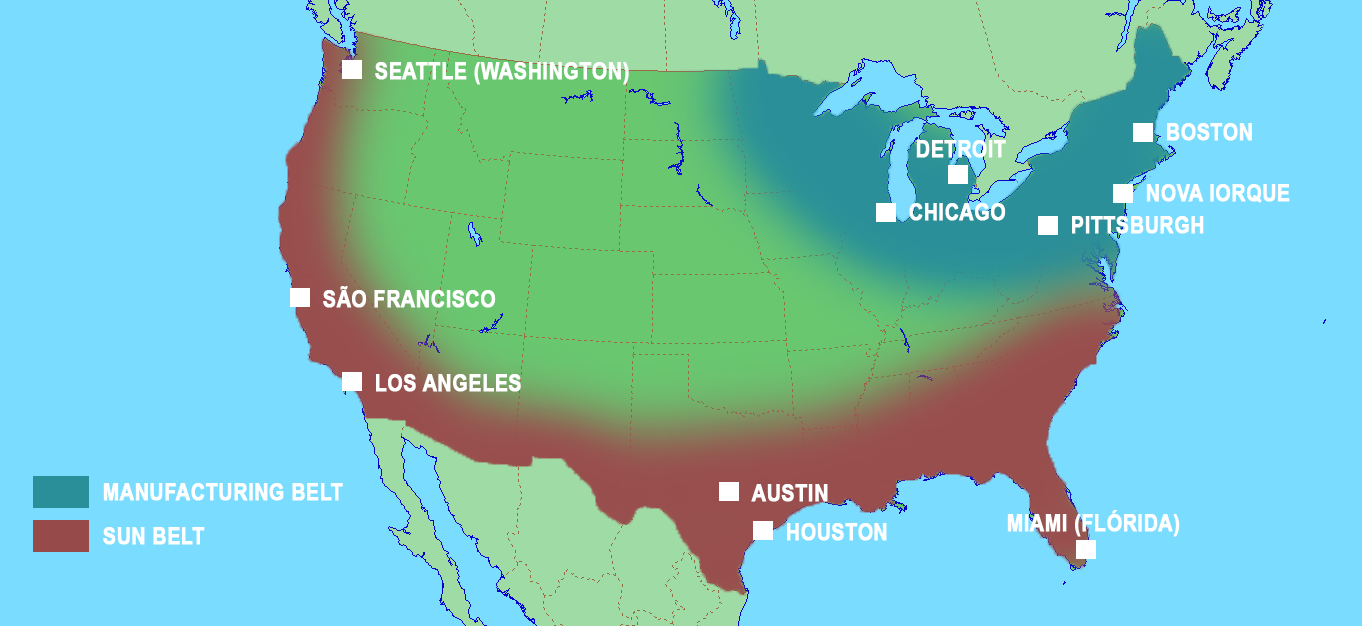 SEATTLE (WASHINGTON)
BOSTON
DETROIT
NOVA IORQUE
CHICAGO
PITTSBURGH
SÃO FRANCISCO
LOS ANGELES
MANUFACTURING BELT
AUSTIN
MIAMI (FLÓRIDA)
HOUSTON
SUN BELT